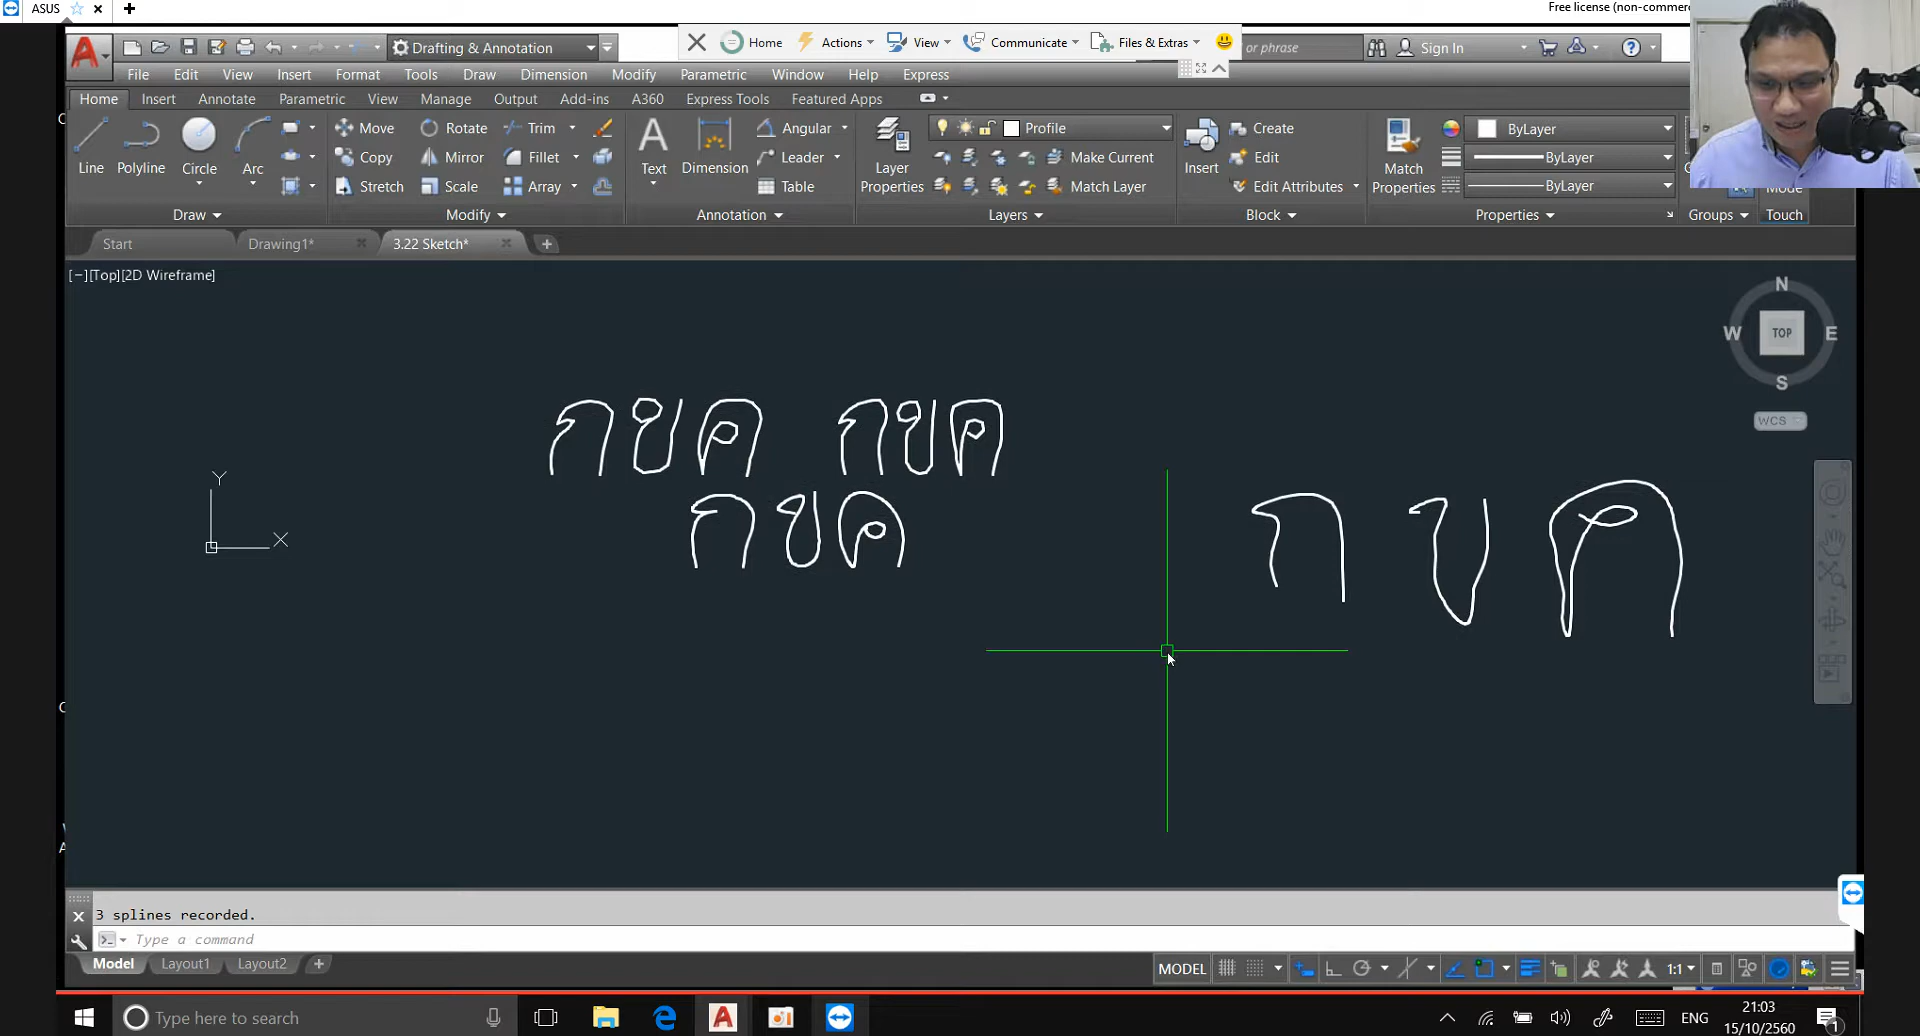 ASUS
Free license (non-commerc
Drafting & Annotation
Home Actions View Communicate Files & Extras
or phrase
Sign In
File Edit View Insert Format Tools Draw Dimension Modify Parametric Window Help Express
Home Insert Annotate Parametric View Manage Output Add-ins A360 Express Tools Featured Apps
Line Polyline Circle Arc
Move Rotate Trim
Copy Mirror Fillet
Stretch Scale Array
Text Dimension
Angular
Leader
Table
Layer Properties
Profile
Make Current
Match Layer
Insert
Create
Edit
Edit Attributes
Match Properties
ByLayer
ByLayer
ByLayer
Mode
Draw Modify Annotation Layers Block Properties Groups Touch
Start Drawing1* 3.22 Sketch*
[−][Top][2D Wireframe]
N
W TOP E
S
WCS
กขค กขค
กขค
ก ข ค
Y
X
3 splines recorded.
Type a command
Model Layout1 Layout2
MODEL 1:1
Type here to search
ENG
21:03
15/10/2560